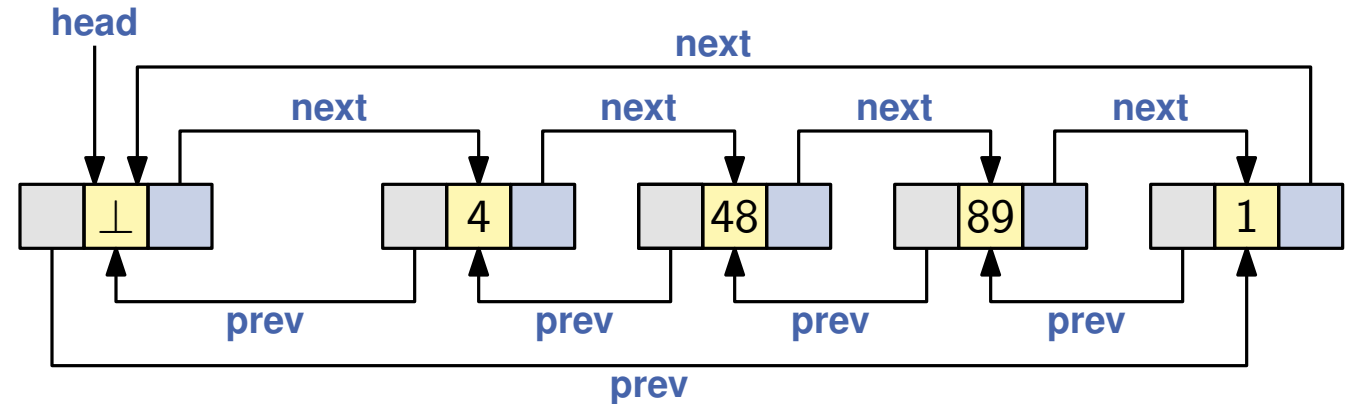 head
next
next next next next
⊥ 4 48 89 1
prev prev prev prev
prev